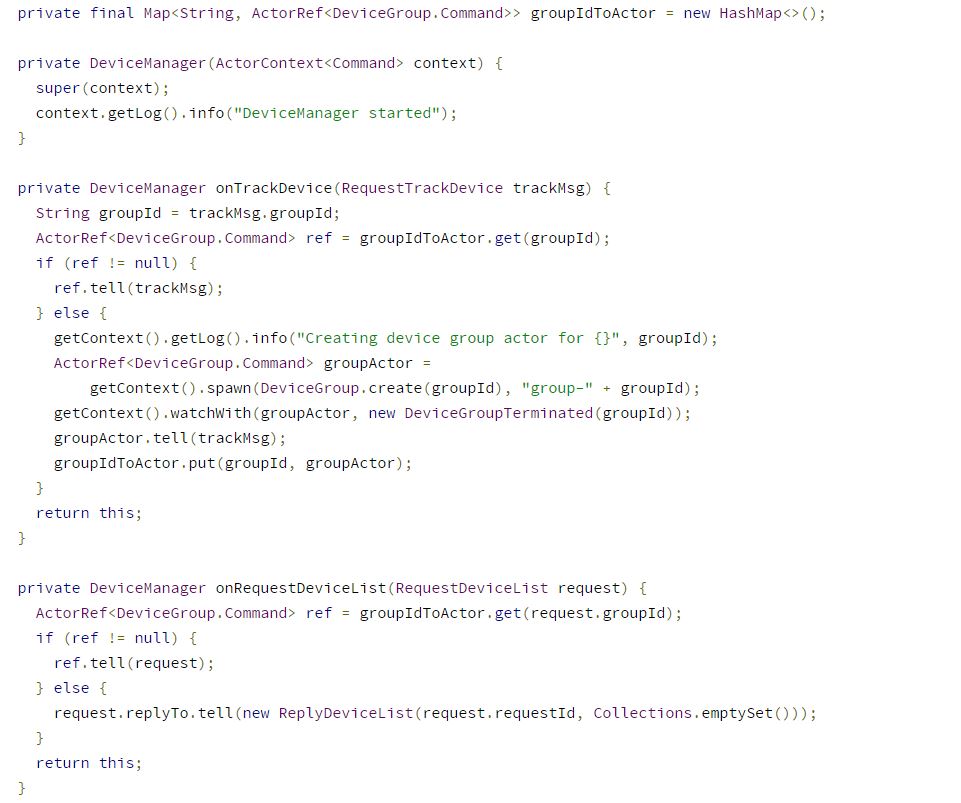 private final Map<String, ActorRef<DeviceGroup.Command>> groupIdToActor = new HashMap<>();

private DeviceManager(ActorContext<Command> context) {
  super(context);
  context.getLog().info("DeviceManager started");
}

private DeviceManager onTrackDevice(RequestTrackDevice trackMsg) {
  String groupId = trackMsg.groupId;
  ActorRef<DeviceGroup.Command> ref = groupIdToActor.get(groupId);
  if (ref != null) {
    ref.tell(trackMsg);
  } else {
    getContext().getLog().info("Creating device group actor for {}", groupId);
    ActorRef<DeviceGroup.Command> groupActor =
        getContext().spawn(DeviceGroup.create(groupId), "group-" + groupId);
    getContext().watchWith(groupActor, new DeviceGroupTerminated(groupId));
    groupActor.tell(trackMsg);
    groupIdToActor.put(groupId, groupActor);
  }
  return this;
}

private DeviceManager onRequestDeviceList(RequestDeviceList request) {
  ActorRef<DeviceGroup.Command> ref = groupIdToActor.get(request.groupId);
  if (ref != null) {
    ref.tell(request);
  } else {
    request.replyTo.tell(new ReplyDeviceList(request.requestId, Collections.emptySet()));
  }
  return this;
}